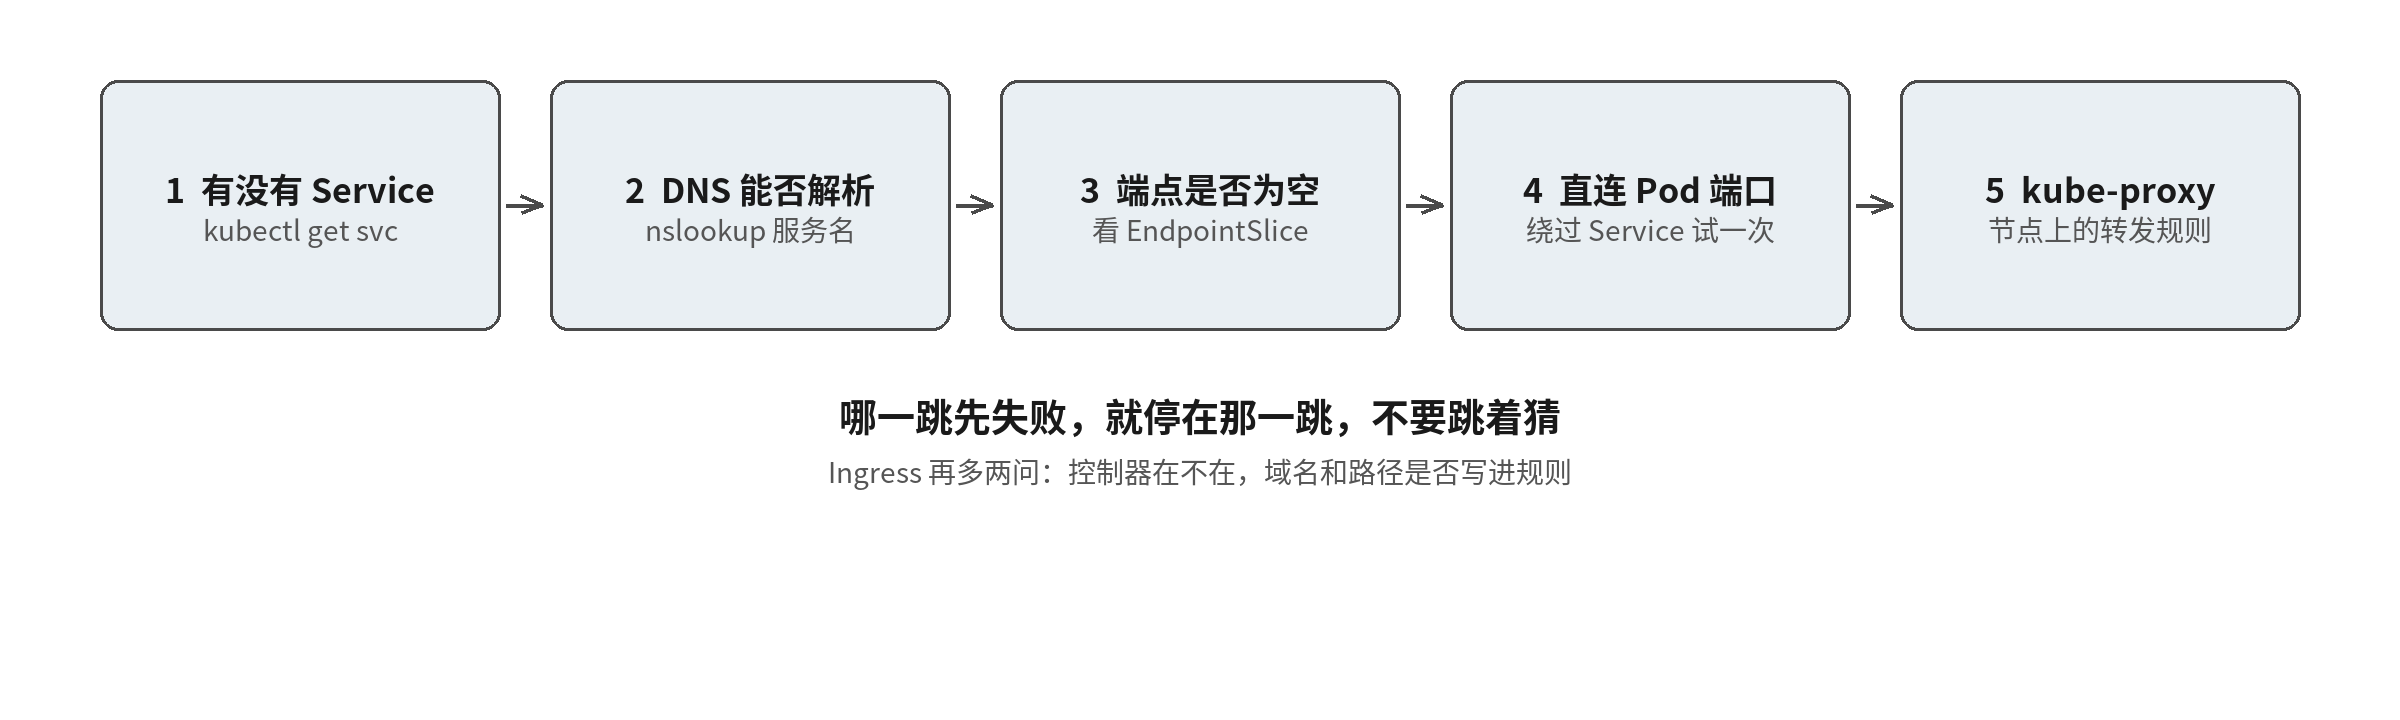 1 有没有 Service
kubectl get svc
2 DNS 能否解析
nslookup 服务名
3 端点是否为空
看 EndpointSlice
4 直连 Pod 端口
绕过 Service 试一次
5 kube-proxy
节点上的转发规则
哪一跳先失败，就停在那一跳，不要跳着猜
Ingress 再多两问：控制器在不在，域名和路径是否写进规则